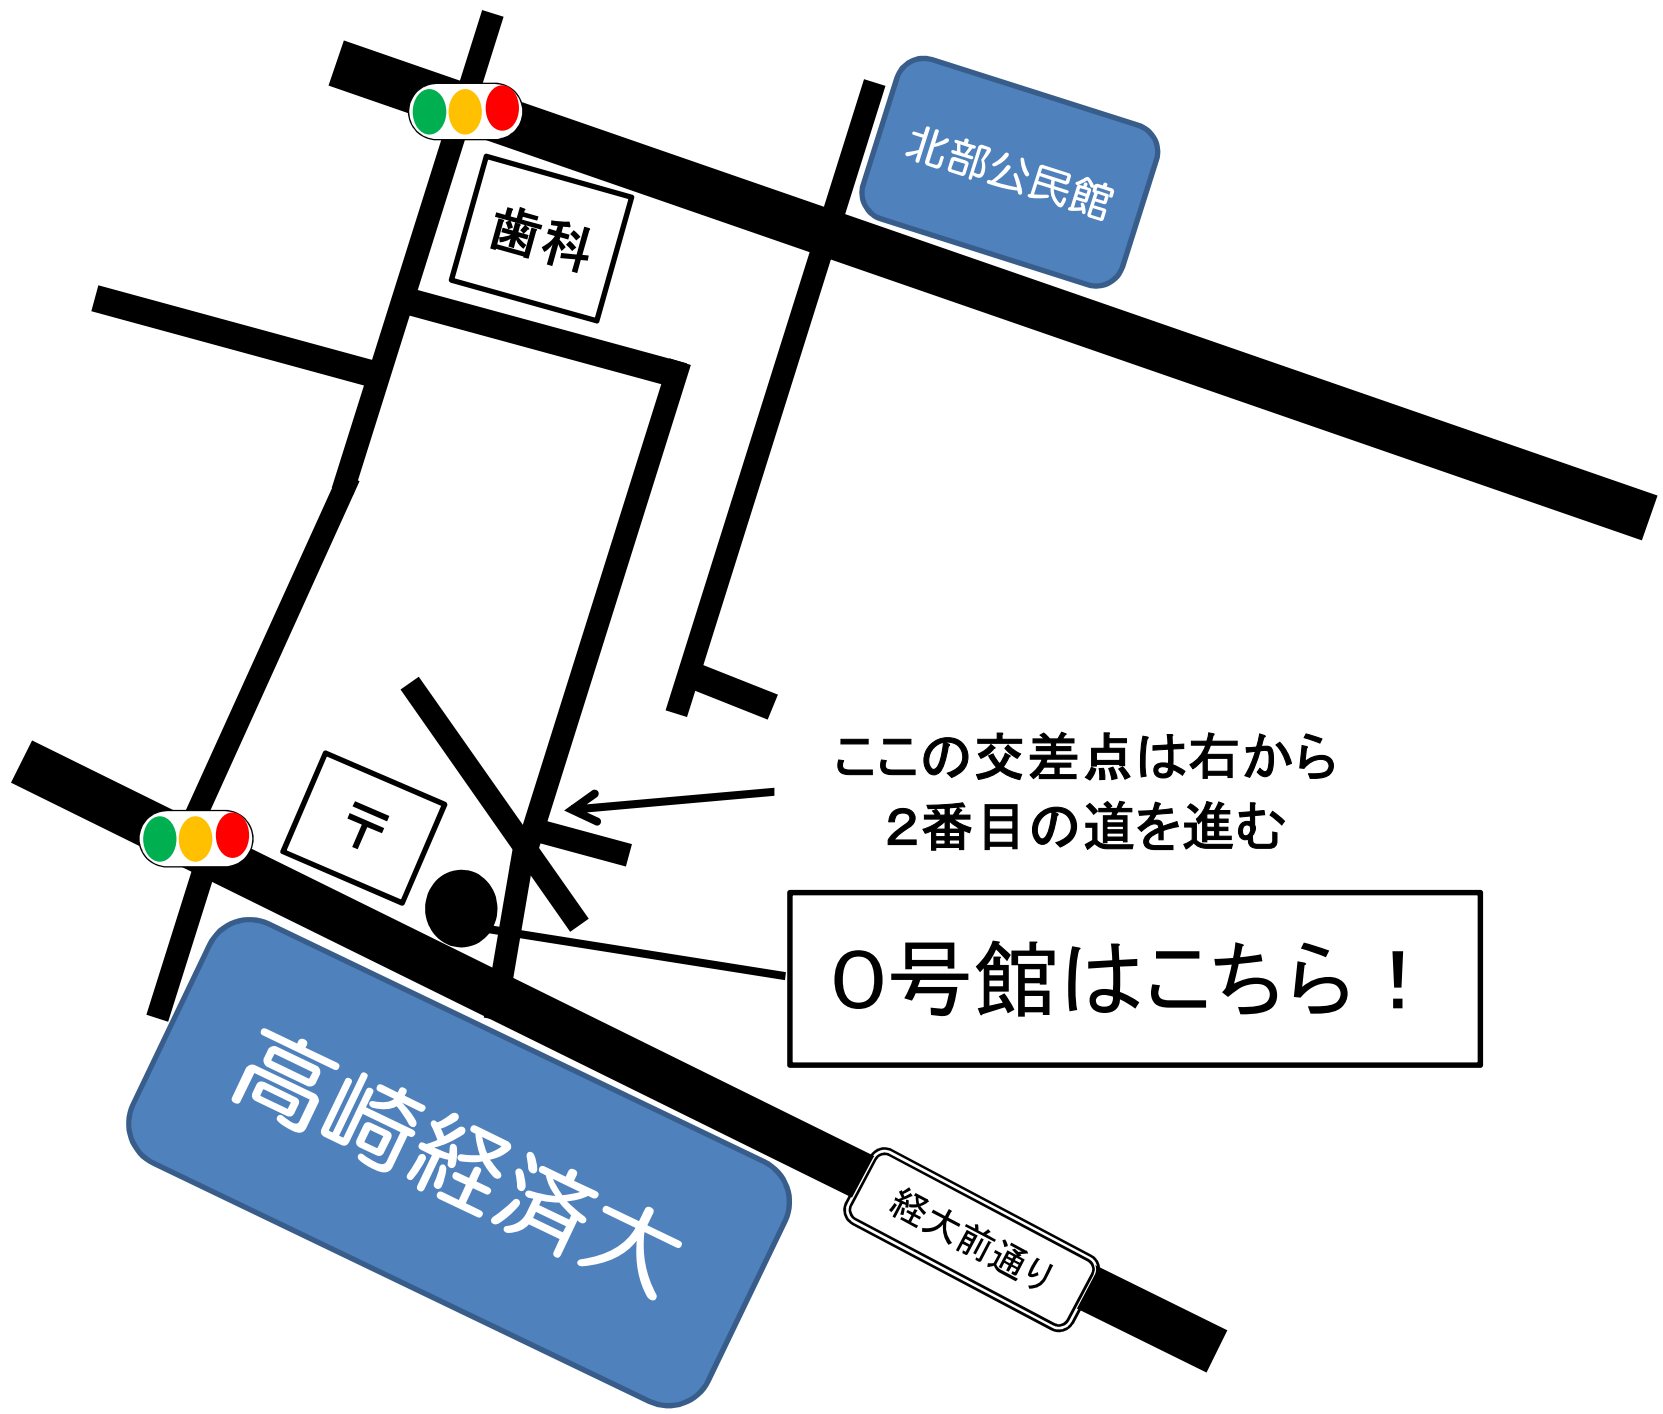 北部公民館
歯科
ここの交差点は右から
２番目の道を進む
〒
０号館はこちら！
高崎経済大
経大前通り